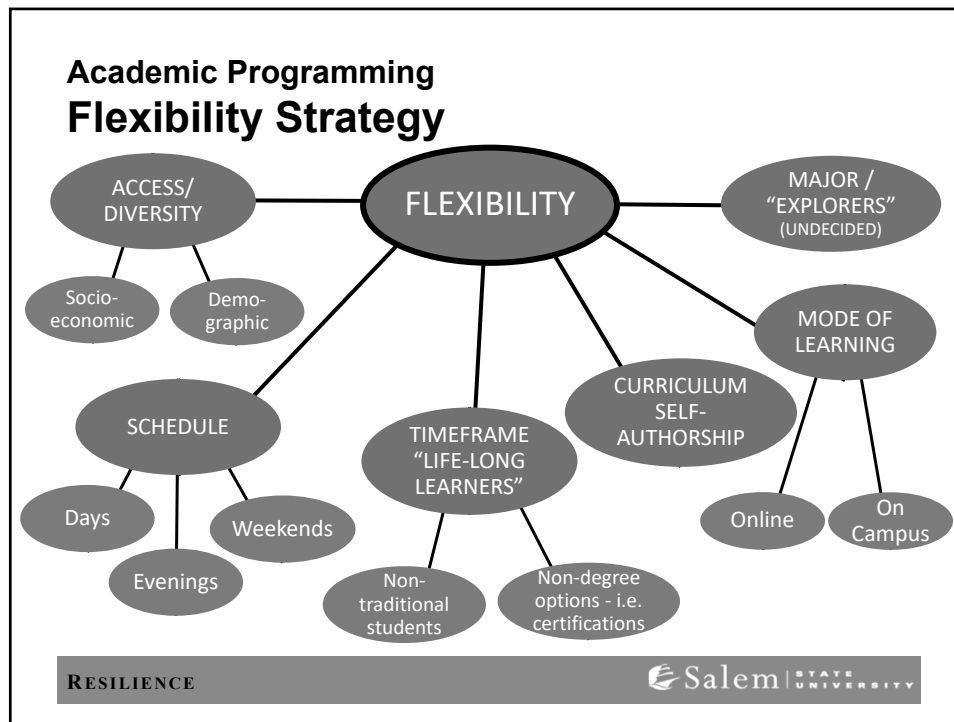 Academic Programming
Flexibility Strategy
ACCESS/
DIVERSITY
FLEXIBILITY
MAJOR /
“EXPLORERS”
(UNDECIDED)
Socio-
economic
Demo-
graphic
MODE OF
LEARNING
SCHEDULE
TIMEFRAME
“LIFE-LONG
LEARNERS”
CURRICULUM
SELF-
AUTHORSHIP
Days
Evenings
Weekends
Non-
traditional
students
Non-degree
options - i.e.
certifications
Online
On
Campus
RESILIENCE
Salem
STATE
UNIVERSITY